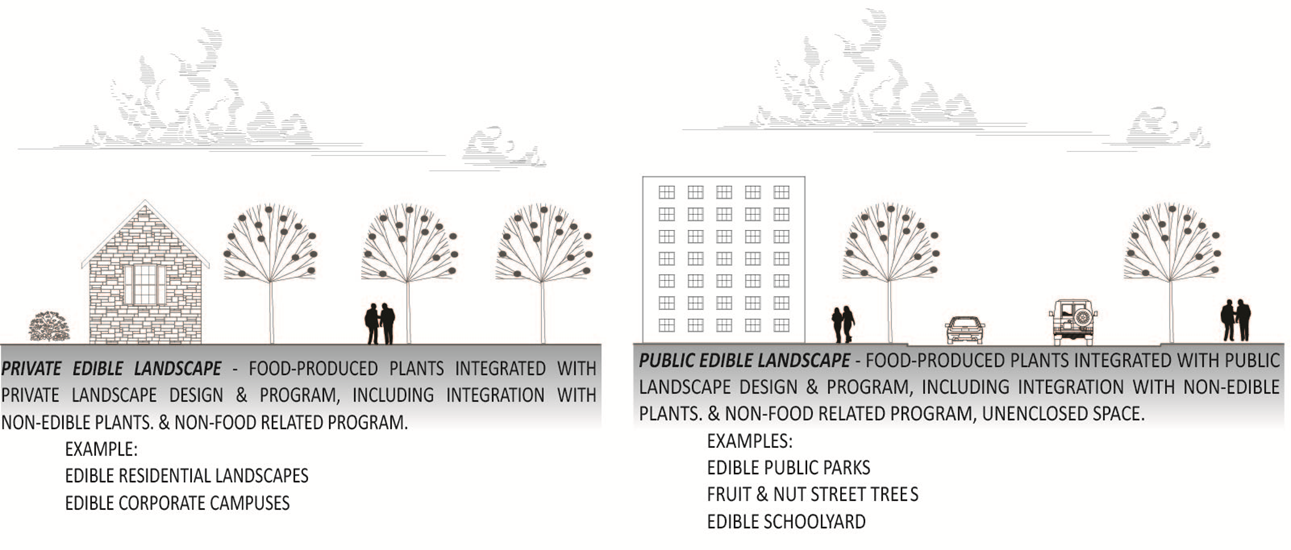 PRIVATE EDIBLE LANDSCAPE - FOOD-PRODUCED PLANTS INTEGRATED WITH
PRIVATE LANDSCAPE DESIGN & PROGRAM, INCLUDING INTEGRATION WITH
NON-EDIBLE PLANTS. & NON-FOOD RELATED PROGRAM.
EXAMPLE:
EDIBLE RESIDENTIAL LANDSCAPES
EDIBLE CORPORATE CAMPUSES
PUBLIC EDIBLE LANDSCAPE - FOOD-PRODUCED PLANTS INTEGRATED WITH PUBLIC
LANDSCAPE DESIGN & PROGRAM, INCLUDING INTEGRATION WITH NON-EDIBLE
PLANTS. & NON-FOOD RELATED PROGRAM, UNENCLOSED SPACE.
EXAMPLES:
EDIBLE PUBLIC PARKS
FRUIT & NUT STREET TREES
EDIBLE SCHOOLYARD